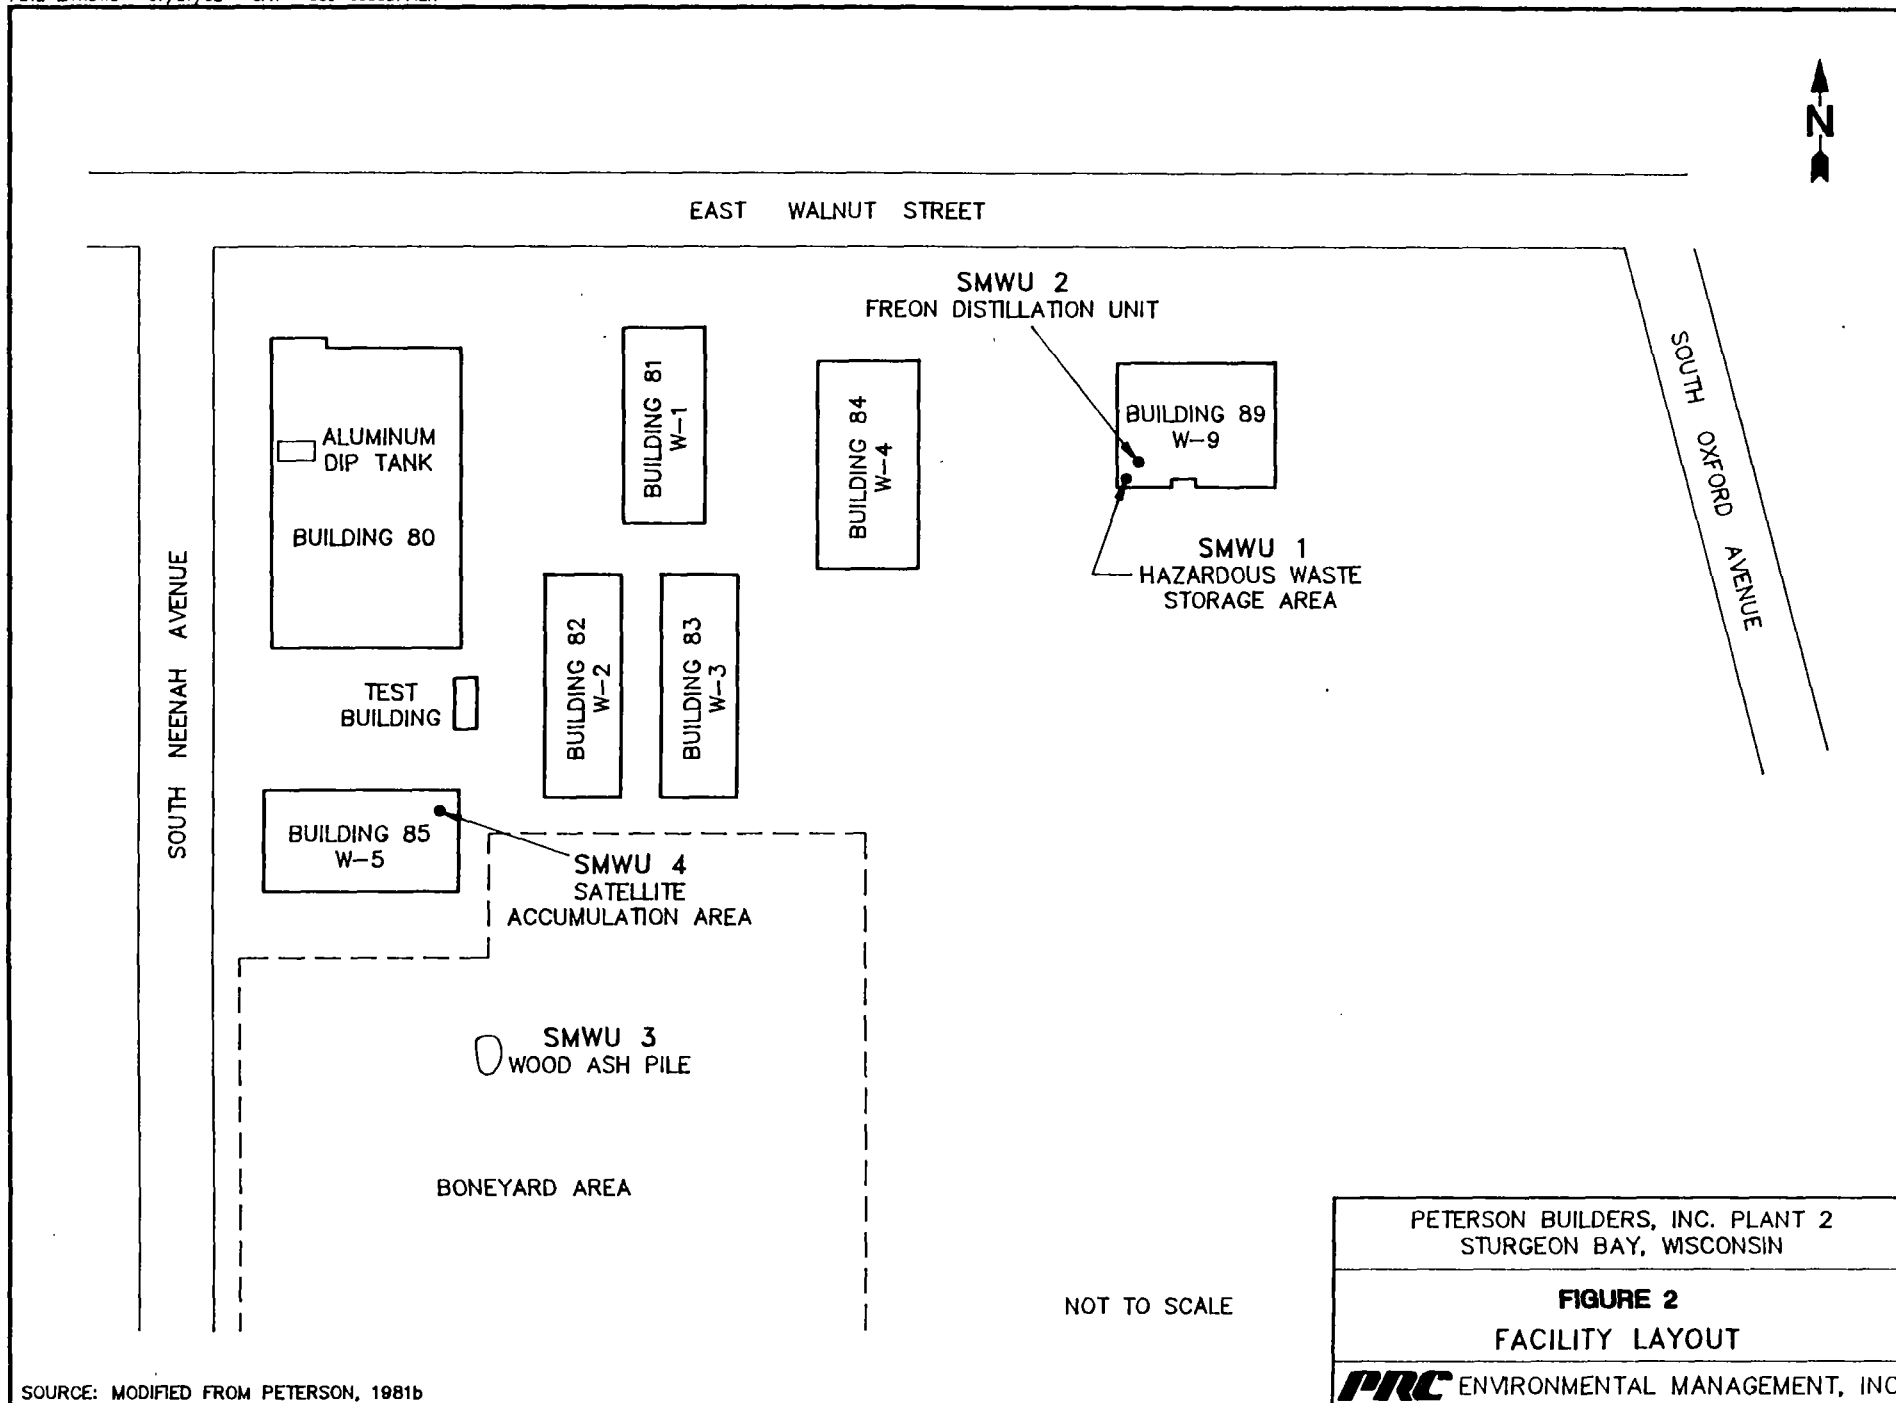 N
EAST WALNUT STREET
SMWU 2
FREON DISTILLATION UNIT
SOUTH OXFORD AVENUE
BUILDING 81
W-1
BUILDING 84
W-4
BUILDING 89
W-9
ALUMINUM
DIP TANK
BUILDING 80
SMWU 1
HAZARDOUS WASTE
STORAGE AREA
SOUTH NEENAH AVENUE
BUILDING 82
W-2
BUILDING 83
W-3
TEST
BUILDING
BUILDING 85
W-5
SMWU 4
SATELLITE
ACCUMULATION AREA
SMWU 3
WOOD ASH PILE
BONEYARD AREA
NOT TO SCALE
PETERSON BUILDERS, INC. PLANT 2
STURGEON BAY, WISCONSIN
FIGURE 2
FACILITY LAYOUT
PRC ENVIRONMENTAL MANAGEMENT, INC
SOURCE: MODIFIED FROM PETERSON, 1981b